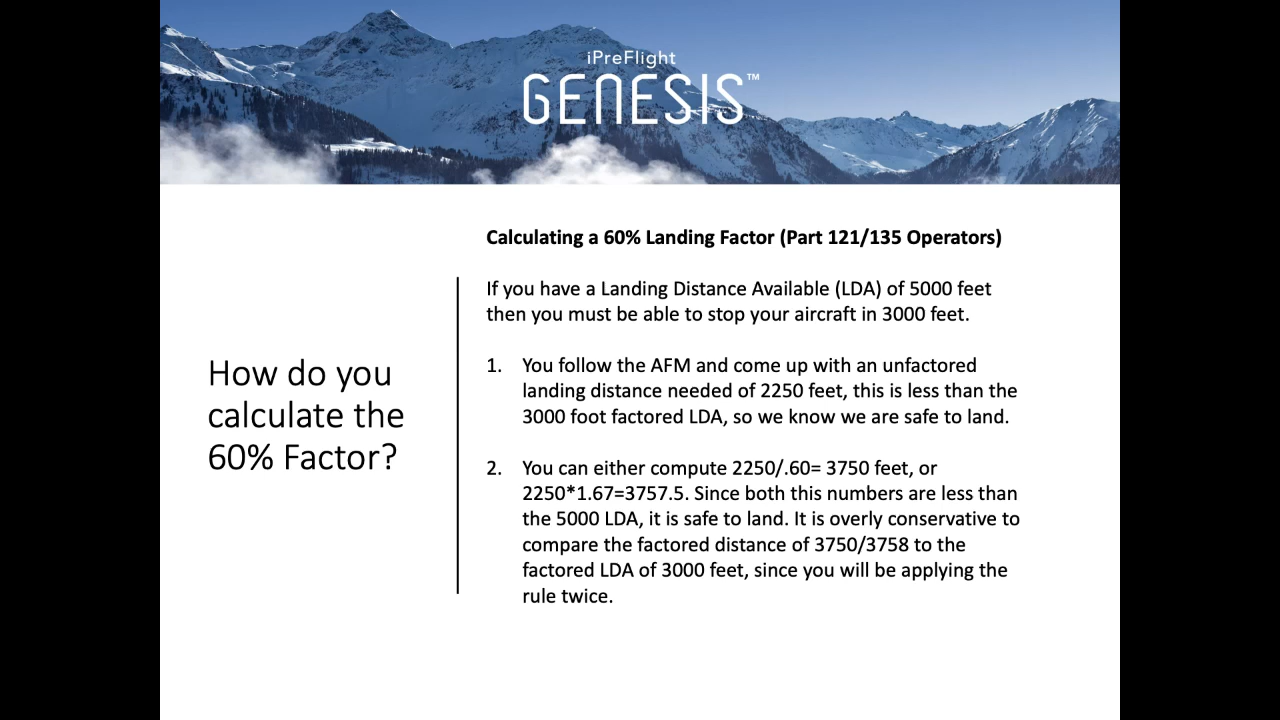 iPreFlight
GENESIS™
How do you
calculate the
60% Factor?
Calculating a 60% Landing Factor (Part 121/135 Operators)
If you have a Landing Distance Available (LDA) of 5000 feet
then you must be able to stop your aircraft in 3000 feet.
1. You follow the AFM and come up with an unfactored
landing distance needed of 2250 feet, this is less than the
3000 foot factored LDA, so we know we are safe to land.
2. You can either compute 2250/.60= 3750 feet, or
2250*1.67=3757.5. Since both this numbers are less than
the 5000 LDA, it is safe to land. It is overly conservative to
compare the factored distance of 3750/3758 to the
factored LDA of 3000 feet, since you will be applying the
rule twice.